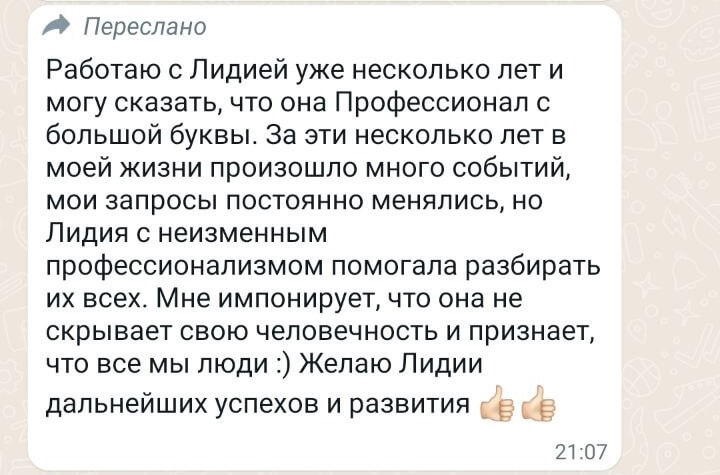 Переслано
Работаю с Лидией уже несколько лет и
могу сказать, что она Профессионал с
большой буквы. За эти несколько лет в
моей жизни произошло много событий,
мои запросы постоянно менялись, но
Лидия с неизменным
профессионализмом помогала разбирать
их всех. Мне импонирует, что она не
скрывает свою человечность и признает,
что все мы люди :) Желаю Лидии
дальнейших успехов и развития 👍🏻👍🏻
21:07